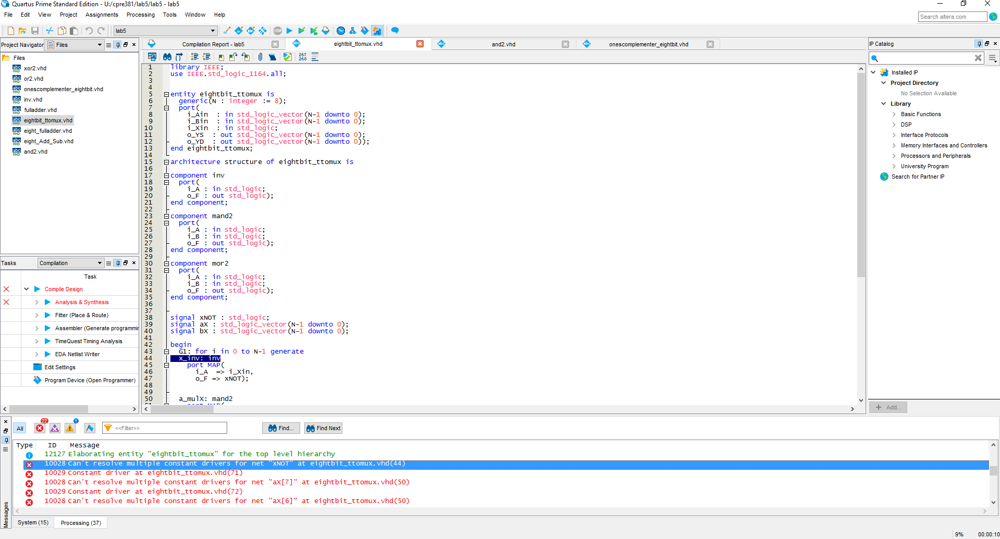 Quartus Prime Standard Edition - U:/cpre381/lab5/lab5 - lab5
File Edit View Project Assignments Processing Tools Window Help
Search altera.com
lab5
STOP
Project Navigator Files
Files
xor2.vhd
or2.vhd
onescomplementer_eightbit.vhd
inv.vhd
fulladder.vhd
eightbit_ttomux.vhd
eight_fulladder.vhd
eight_Add_Sub.vhd
and2.vhd
Tasks Compilation
Task
Compile Design
Analysis & Synthesis
Fitter (Place & Route)
Assembler (Generate programmin
TimeQuest Timing Analysis
EDA Netlist Writer
Edit Settings
Program Device (Open Programmer)
Compilation Report - lab5
eightbit_ttomux.vhd
and2.vhd
onescomplementer_eightbit.vhd
267
268
1 library IEEE;
2 use IEEE.std_logic_1164.all;
3
4
5 entity eightbit_ttomux is
6 generic(N : integer := 8);
7 port(
8 i_Ain : in std_logic_vector(N-1 downto 0);
9 i_Bin : in std_logic_vector(N-1 downto 0);
10 i_Xin : in std_logic;
11 o_YS : out std_logic_vector(N-1 downto 0);
12 o_YD : out std_logic_vector(N-1 downto 0));
13 end eightbit_ttomux;
14
15 architecture structure of eightbit_ttomux is
16
17 component inv
18 port(
19 i_A : in std_logic;
20 o_F : out std_logic);
21 end component;
22
23 component mand2
24 port(
25 i_A : in std_logic;
26 i_B : in std_logic;
27 o_F : out std_logic);
28 end component;
29
30 component mor2
31 port(
32 i_A : in std_logic;
33 i_B : in std_logic;
34 o_F : out std_logic);
35 end component;
36
37
38 signal xNOT : std_logic;
39 signal aX : std_logic_vector(N-1 downto 0);
40 signal bX : std_logic_vector(N-1 downto 0);
41
42 begin
43 G1: for i in 0 to N-1 generate
44 x_inv: inv
45 port MAP(
46 i_A => i_Xin,
47 o_F => xNOT);
48
49
50 a_mulX: mand2
51 port MAP(
IP Catalog
Installed IP
Project Directory
No Selection Available
Library
Basic Functions
DSP
Interface Protocols
Memory Interfaces and Controllers
Processors and Peripherals
University Program
Search for Partner IP
+ Add...
All 22 1 <<Filter>> Find... Find Next
Type ID Message
12127 Elaborating entity "eightbit_ttomux" for the top level hierarchy
10028 Can't resolve multiple constant drivers for net "xNOT" at eightbit_ttomux.vhd(44)
10029 Constant driver at eightbit_ttomux.vhd(71)
10028 Can't resolve multiple constant drivers for net "aX[7]" at eightbit_ttomux.vhd(50)
10029 Constant driver at eightbit_ttomux.vhd(72)
10028 Can't resolve multiple constant drivers for net "aX[6]" at eightbit_ttomux.vhd(50)
Messages
System (15) Processing (37)
9% 00:00:10